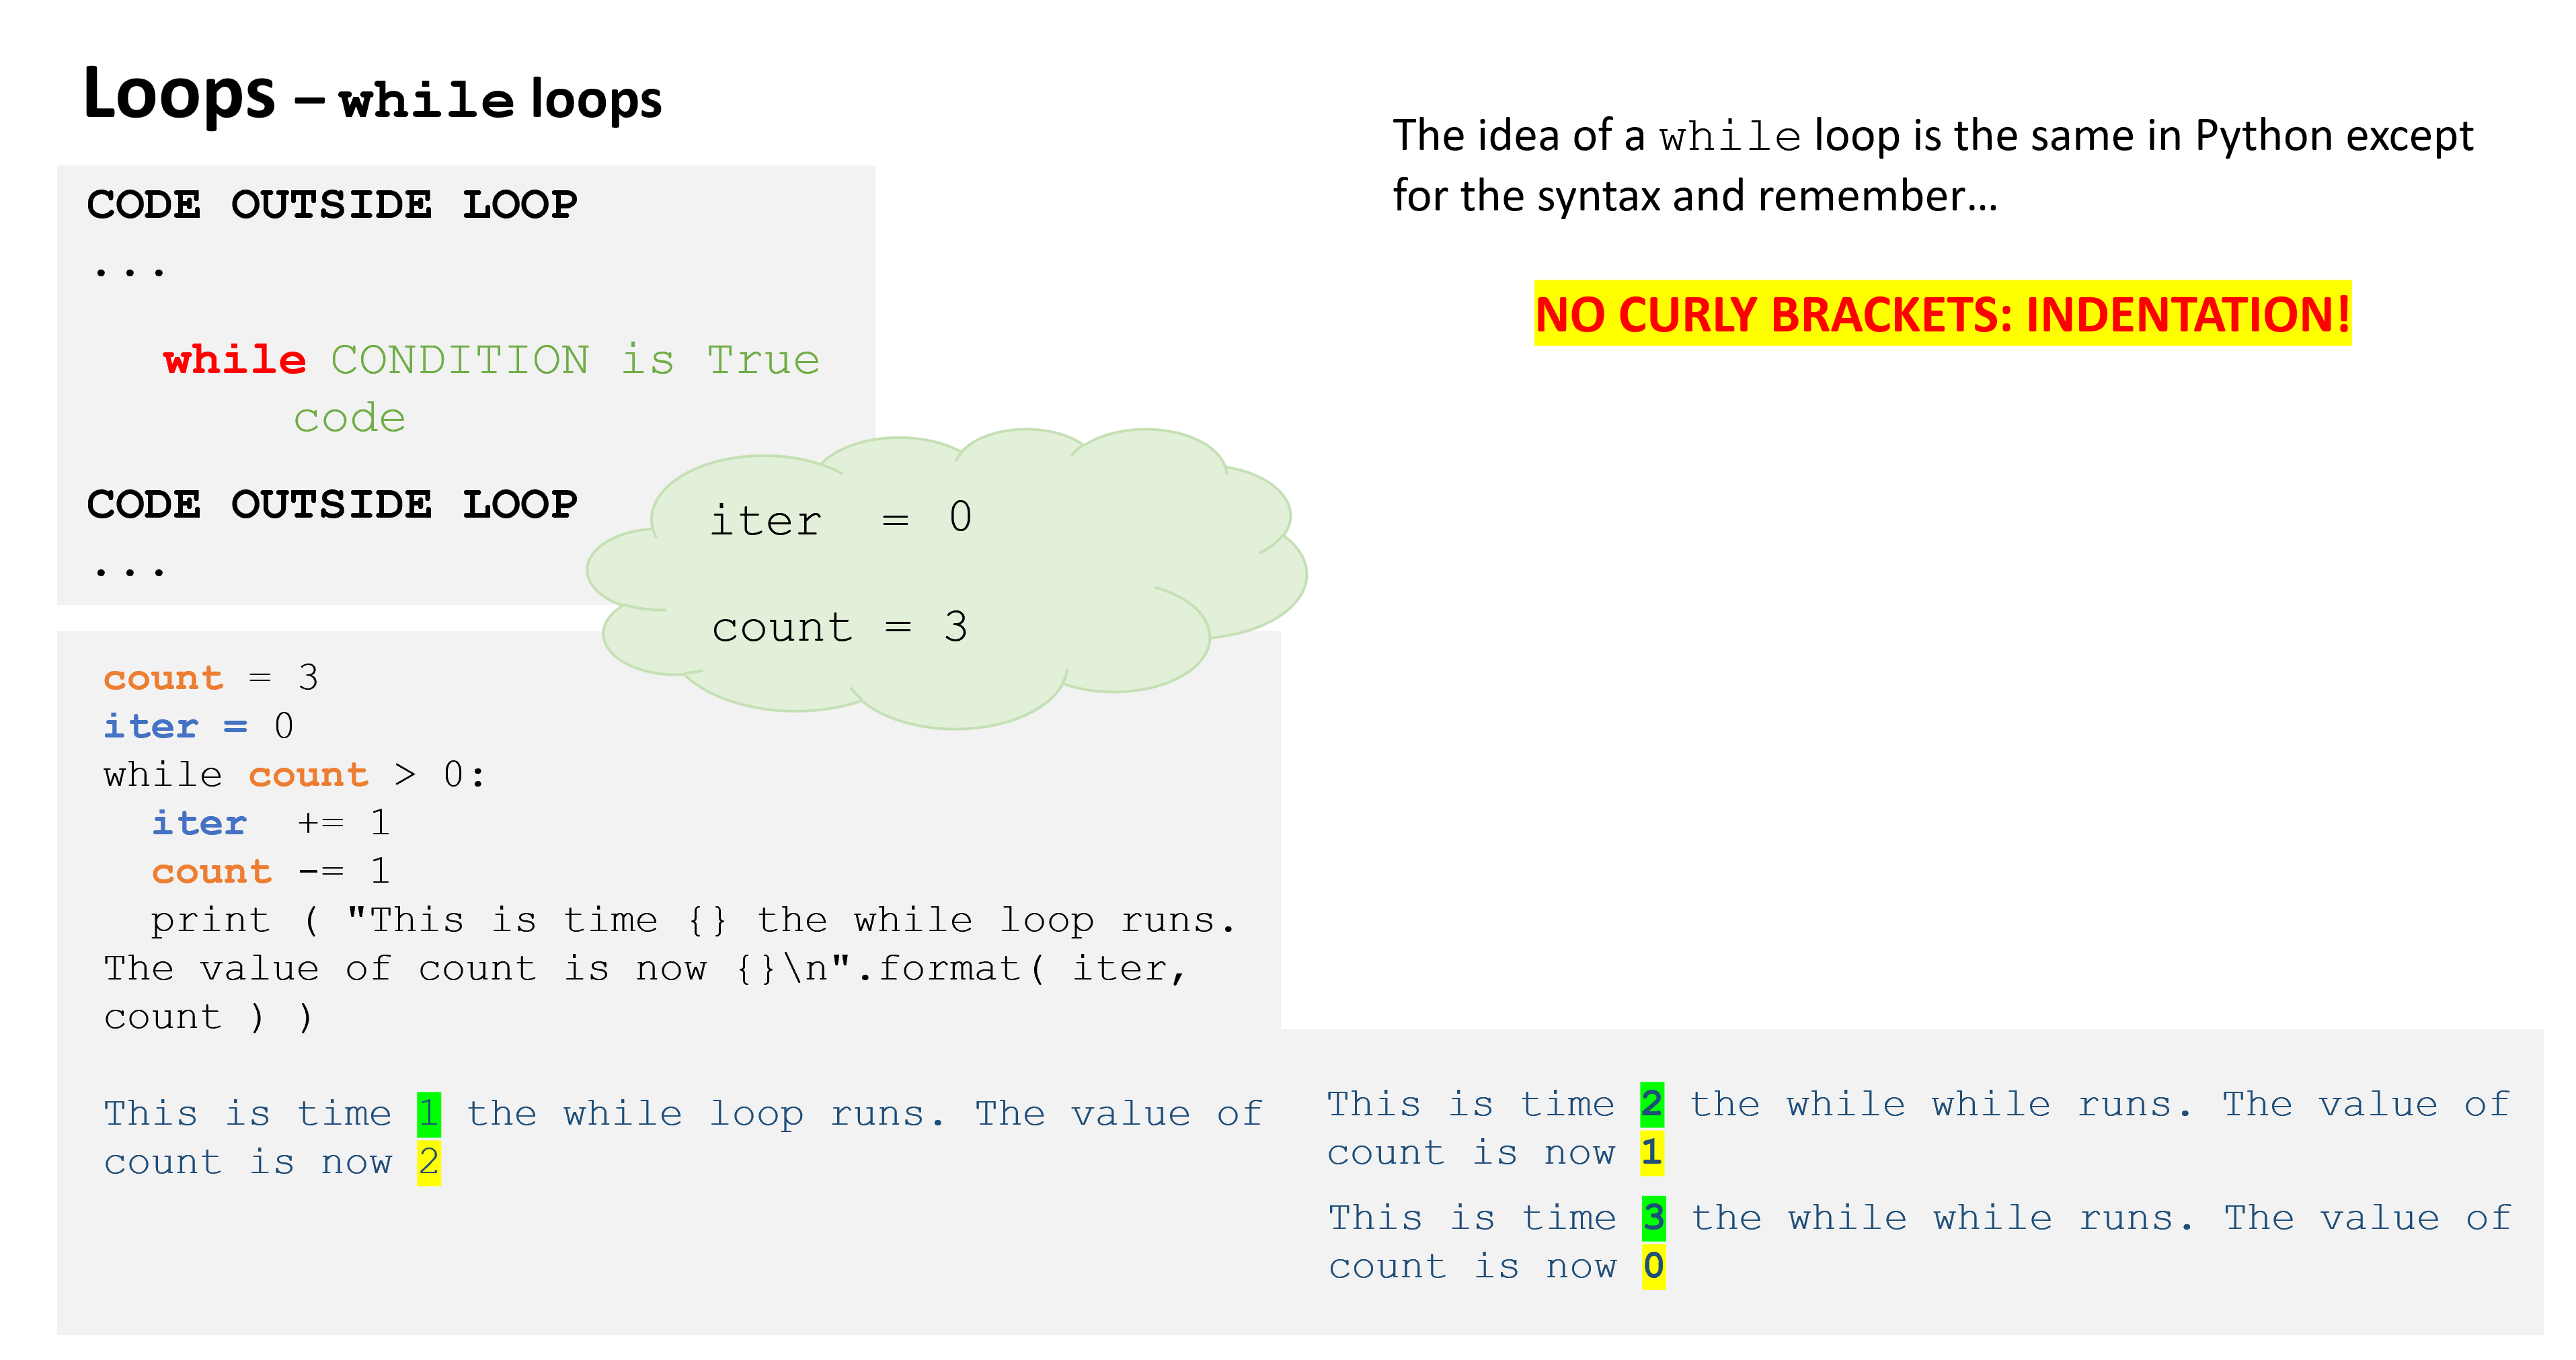 Loops – while loops
The idea of a while loop is the same in Python except
for the syntax and remember…
NO CURLY BRACKETS: INDENTATION!
CODE OUTSIDE LOOP
...
while CONDITION is True
code
CODE OUTSIDE LOOP
...
iter = 0
count = 3
count = 3
iter = 0
while count > 0:
iter += 1
count -= 1
print ( "This is time {} the while loop runs.
The value of count is now {}\n".format( iter,
count ) )
This is time 1 the while loop runs. The value of
count is now 2
This is time 2 the while while runs. The value of
count is now 1
This is time 3 the while while runs. The value of
count is now 0